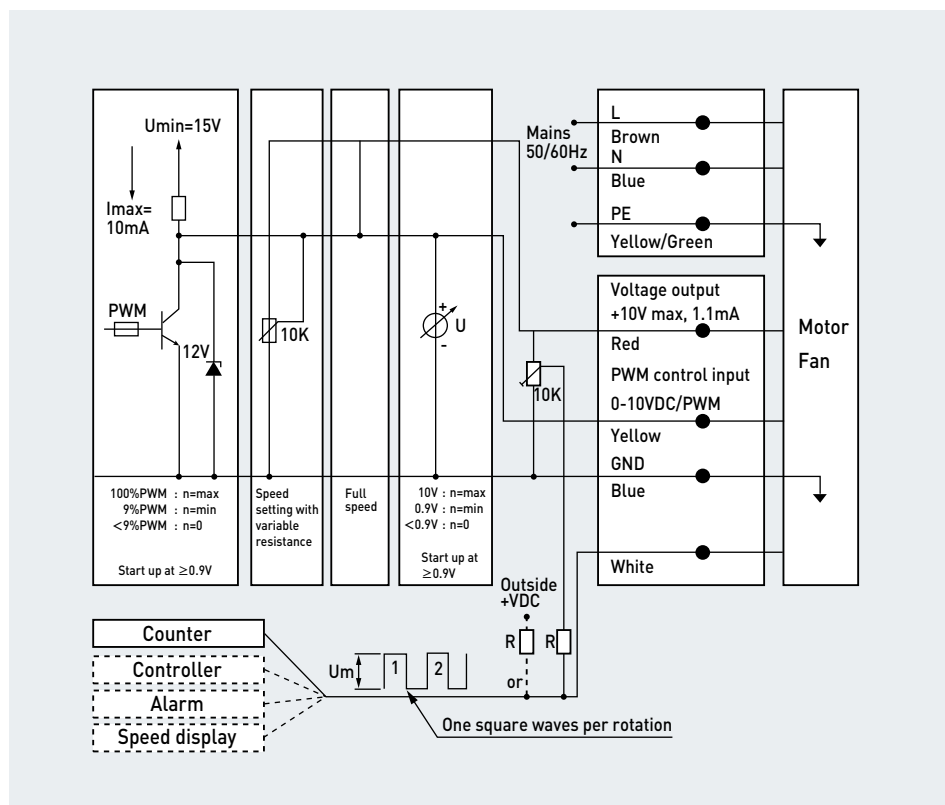 Umin=15V
Imax=
10mA
PWM
12V
100%PWM : n=max
9%PWM : n=min
<9%PWM : n=0
Start up at ≥0.9V
10K
Speed
setting with
variable
resistance
Full
speed
+
U
-
10V : n=max
0.9V : n=min
<0.9V : n=0
Start up at
≥0.9V
10K
Mains
50/60Hz
L
Brown
N
Blue
PE
Yellow/Green
Voltage output
+10V max, 1.1mA
Red
PWM control input
0-10VDC/PWM
Yellow
GND
Blue
White
Motor
Fan
Outside
+VDC
R
R
or
Counter
Controller
Alarm
Speed display
Um
1
2
One square waves per rotation